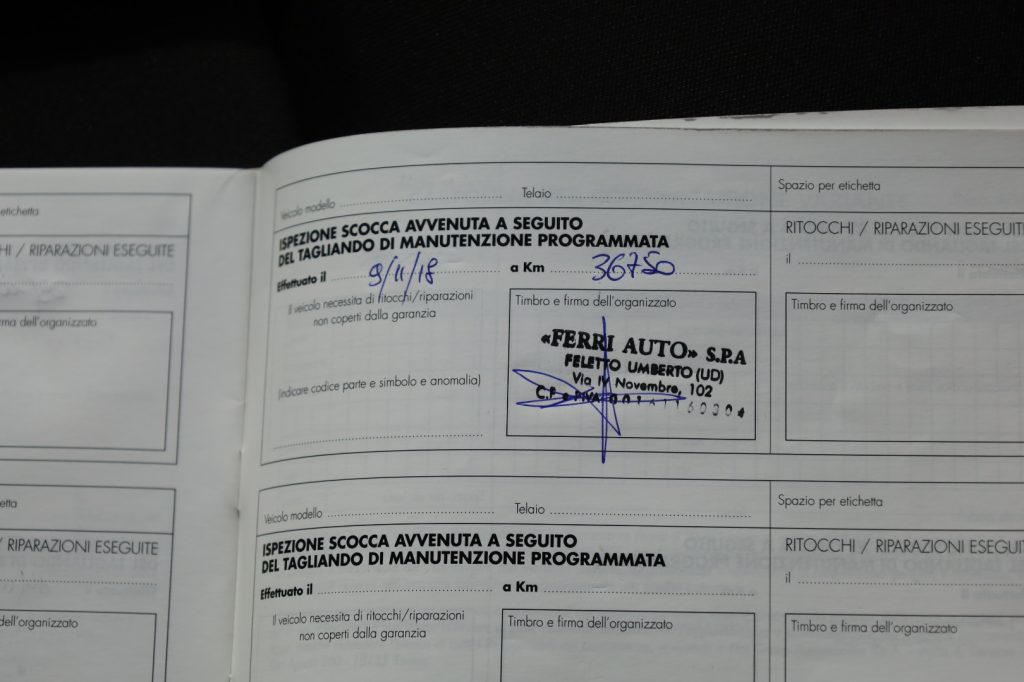 etichetta
HI / RIPARAZIONI ESEGUITE
rma dell'organizzato
etta
/ RIPARAZIONI ESEGUITE
dell'organizzato
Veicolo modello Telaio
ISPEZIONE SCOCCA AVVENUTA A SEGUITO
DEL TAGLIANDO DI MANUTENZIONE PROGRAMMATA
Effettuato il 9/11/18 a Km 36750
Il veicolo necessita di ritocchi/riparazioni
non coperti dalla garanzia
(indicare codice parte e simbolo e anomalia)
Timbro e firma dell'organizzato
«FERRI AUTO» S.P.A
FELETTO UMBERTO (UD)
Via IV Novembre, 102
C.F. e P.IVA
Spazio per etichetta
RITOCCHI / RIPARAZIONI ESEGUIT
il
Timbro e firma dell'organizzato
Veicolo modello Telaio
ISPEZIONE SCOCCA AVVENUTA A SEGUITO
DEL TAGLIANDO DI MANUTENZIONE PROGRAMMATA
Effettuato il a Km
Il veicolo necessita di ritocchi/riparazioni
non coperti dalla garanzia
Timbro e firma dell'organizzato
Spazio per etichetta
RITOCCHI / RIPARAZIONI ESEGUIT
il
Timbro e firma dell'organizzato